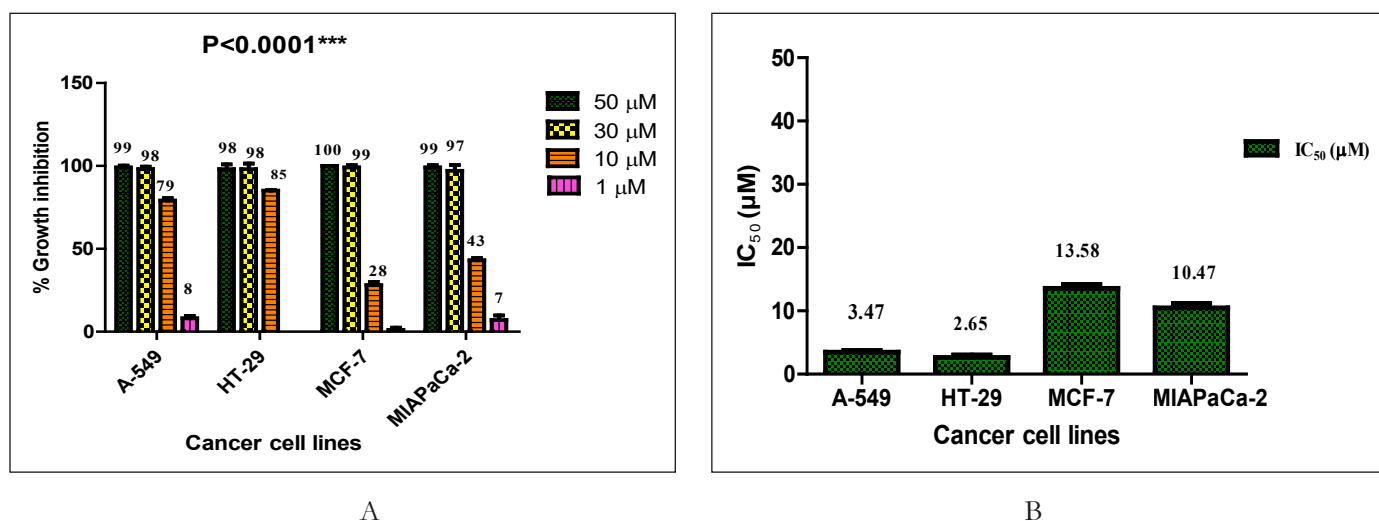 P<0.0001***
% Growth inhibition
150
100
50
0
99
98
79
8
98
98
85
100
99
28
99
97
43
7
50 µM
30 µM
10 µM
1 µM
A-549
HT-29
MCF-7
MIAPaCa-2
Cancer cell lines
A
IC50 (µM)
50
40
30
20
10
0
3.47
2.65
13.58
10.47
IC50 (µM)
A-549
HT-29
MCF-7
MIAPaCa-2
Cancer cell lines
B